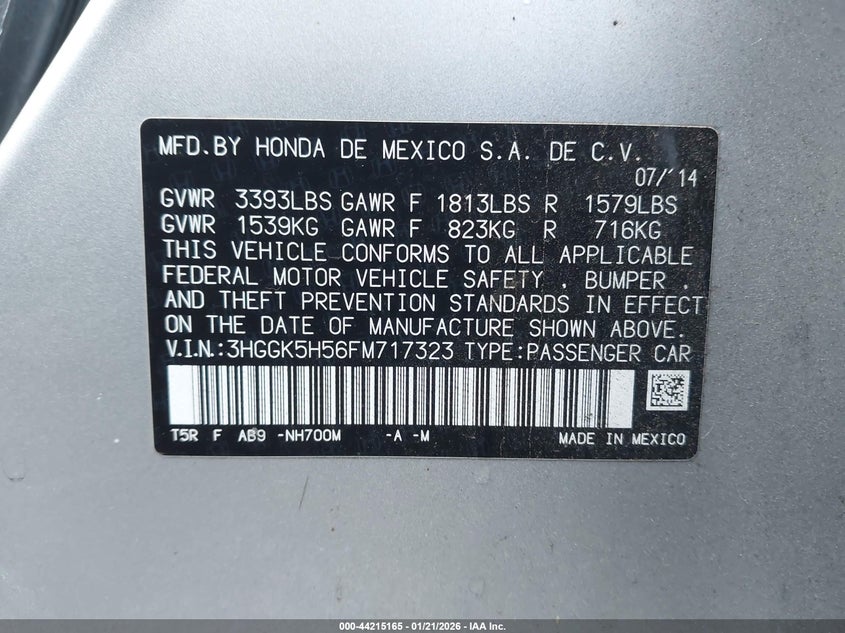 MFD.BY HONDA DE MEXICO S.A. DE C.V.
07/'14
GVWR 3393LBS GAWR F 1813LBS R 1579LBS
GVWR 1539KG GAWR F 823KG R 716KG
THIS VEHICLE CONFORMS TO ALL APPLICABLE
FEDERAL MOTOR VEHICLE SAFETY , BUMPER ,
AND THEFT PREVENTION STANDARDS IN EFFECT
ON THE DATE OF MANUFACTURE SHOWN ABOVE.
V.I.N.:3HGGK5H56FM717323 TYPE:PASSENGER CAR
T5R F AB9 -NH700M -A -M MADE IN MEXICO
000-44215165 - 01/21/2026 - IAA Inc.